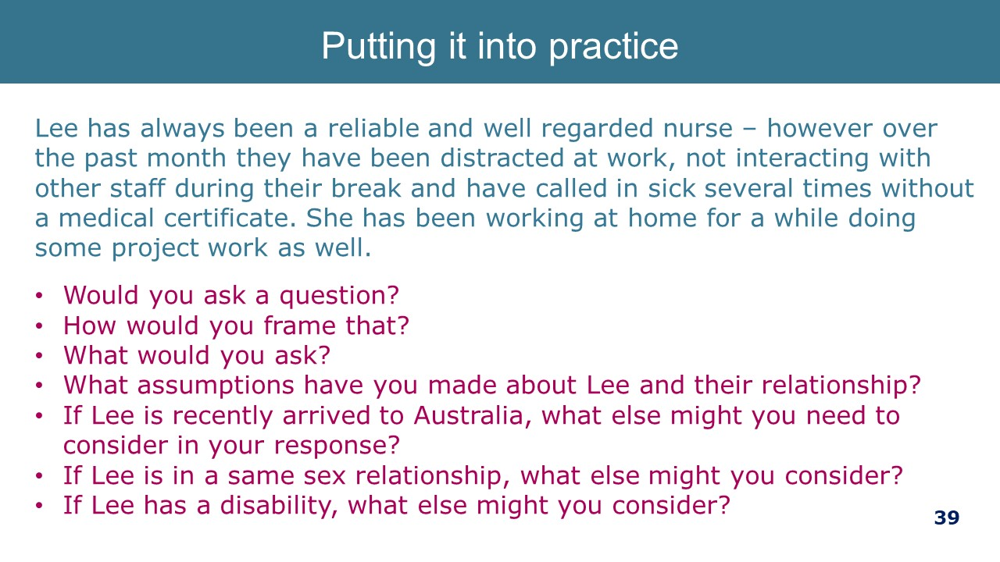 Putting it into practice
Lee has always been a reliable and well regarded nurse – however over
the past month they have been distracted at work, not interacting with
other staff during their break and have called in sick several times without
a medical certificate. She has been working at home for a while doing
some project work as well.
• Would you ask a question?
• How would you frame that?
• What would you ask?
• What assumptions have you made about Lee and their relationship?
• If Lee is recently arrived to Australia, what else might you need to
consider in your response?
• If Lee is in a same sex relationship, what else might you consider?
• If Lee has a disability, what else might you consider?
39